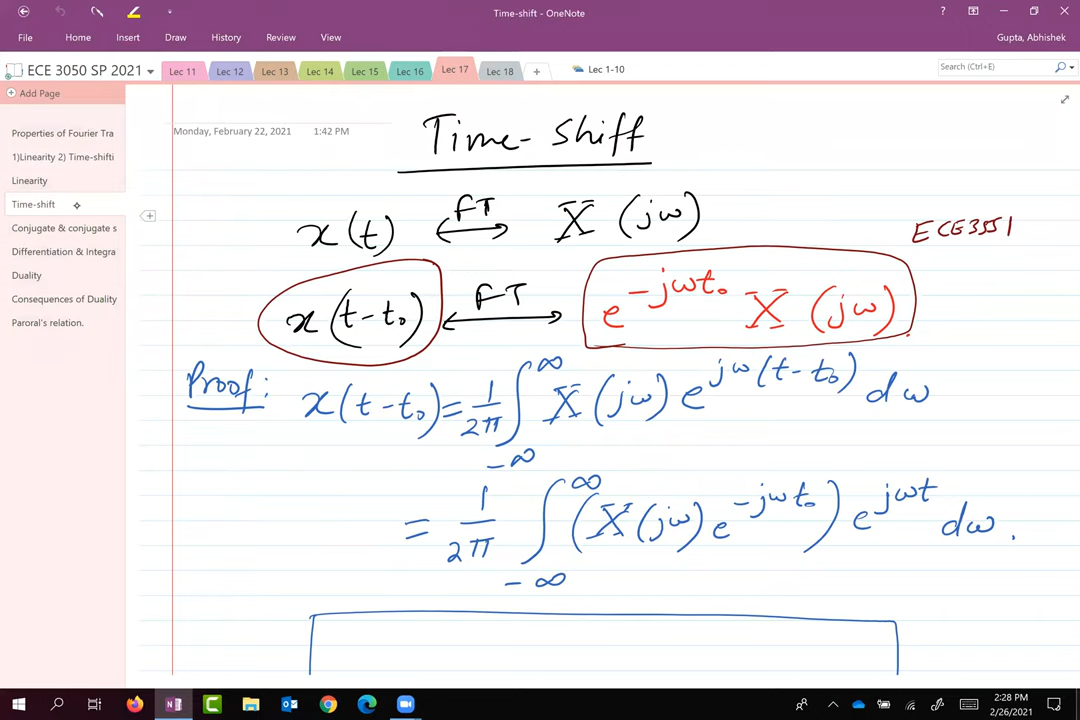 Time-shift - OneNote
?
File Home Insert Draw History Review View Gupta, Abhishek
ECE 3050 SP 2021 Lec 11 Lec 12 Lec 13 Lec 14 Lec 15 Lec 16 Lec 17 Lec 18 + Lec 1-10 Search (Ctrl+E)
Add Page
Properties of Fourier Tra
1)Linearity 2) Time-shifti
Linearity
Time-shift
Conjugate & conjugate s
Differentiation & Integra
Duality
Consequences of Duality
Paroral's relation.
Monday, February 22, 2021 1:42 PM
Time-Shift
x(t) ⟷^{FT} X(jω)
ECE3551
x(t-t₀) ⟷^{FT} e^{-jωt₀} X(jω)
Proof: x(t-t₀) = 1/2π ∫_{-∞}^{∞} X(jω) e^{jω(t-t₀)} dω
= 1/2π ∫_{-∞}^{∞} (X(jω) e^{-jωt₀}) e^{jωt} dω.
2:28 PM
2/26/2021